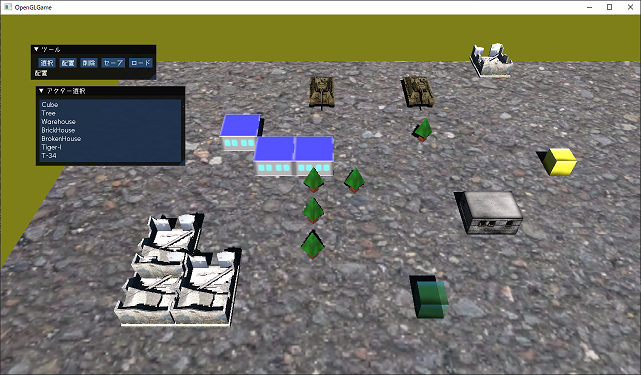 OpenGLGame
▼ ツール
選択 配置 削除 セーブ ロード
配置
▼ アクター選択
Cube
Tree
Warehouse
BrickHouse
BrokenHouse
Tiger-I
T-34